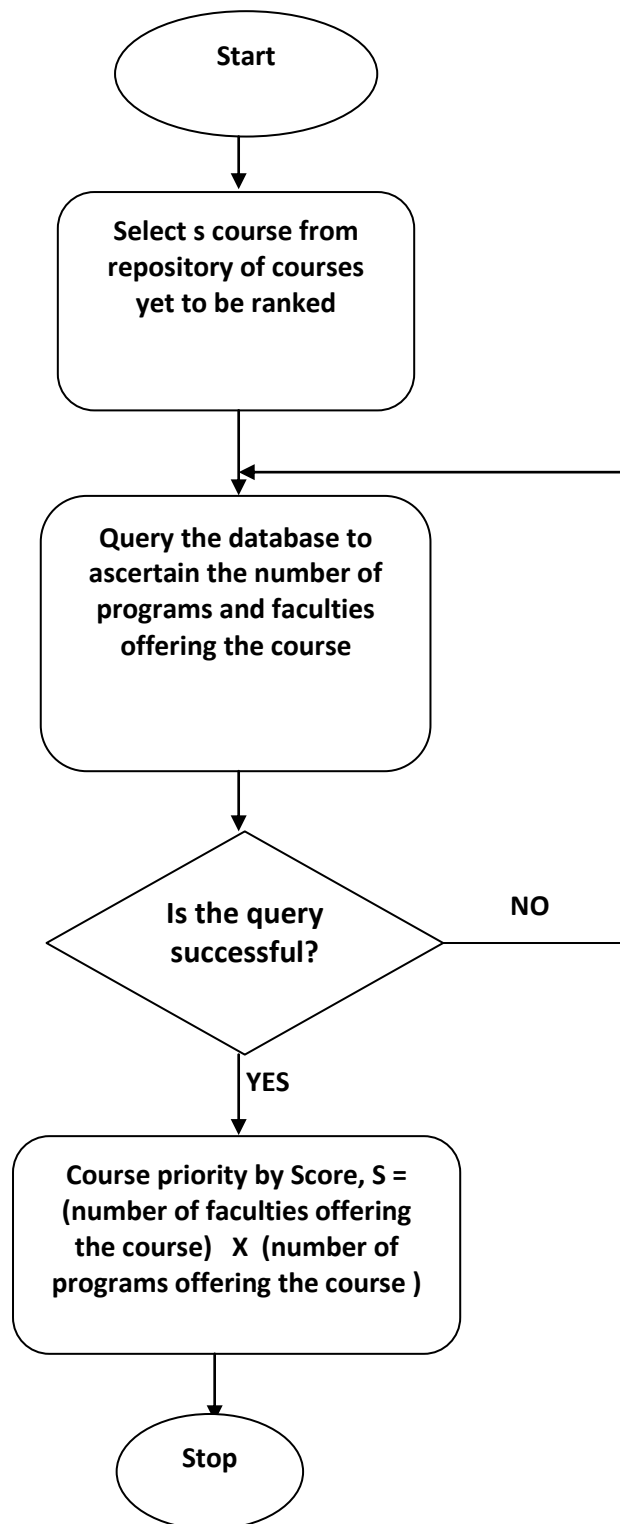 Start
Select s course from
repository of courses
yet to be ranked
Query the database to
ascertain the number of
programs and faculties
offering the course
Is the query
successful?
NO
YES
Course priority by Score, S =
(number of faculties offering
the course) X (number of
programs offering the course )
Stop